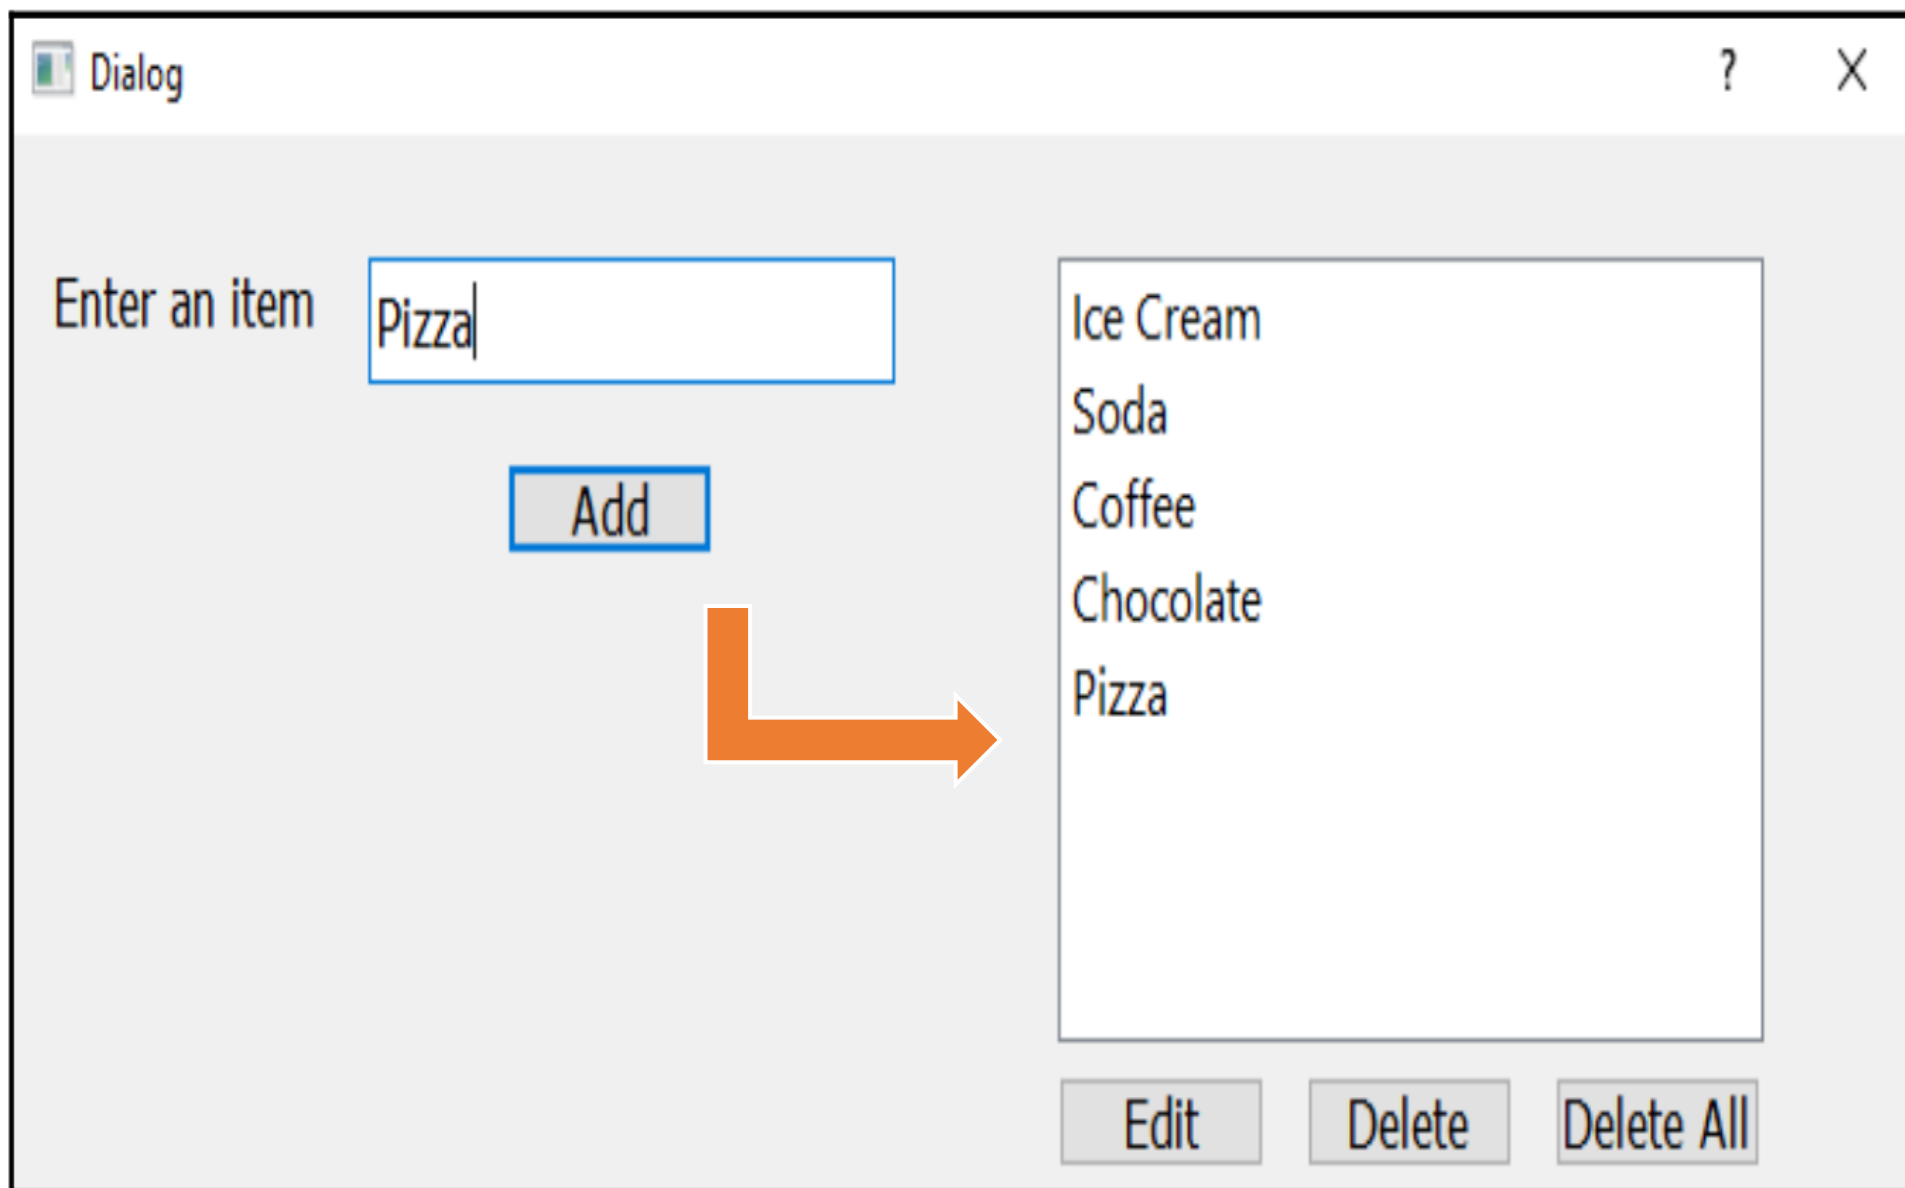 Dialog
?
X
Enter an item
Pizza
Add
Ice Cream
Soda
Coffee
Chocolate
Pizza
Edit
Delete
Delete All